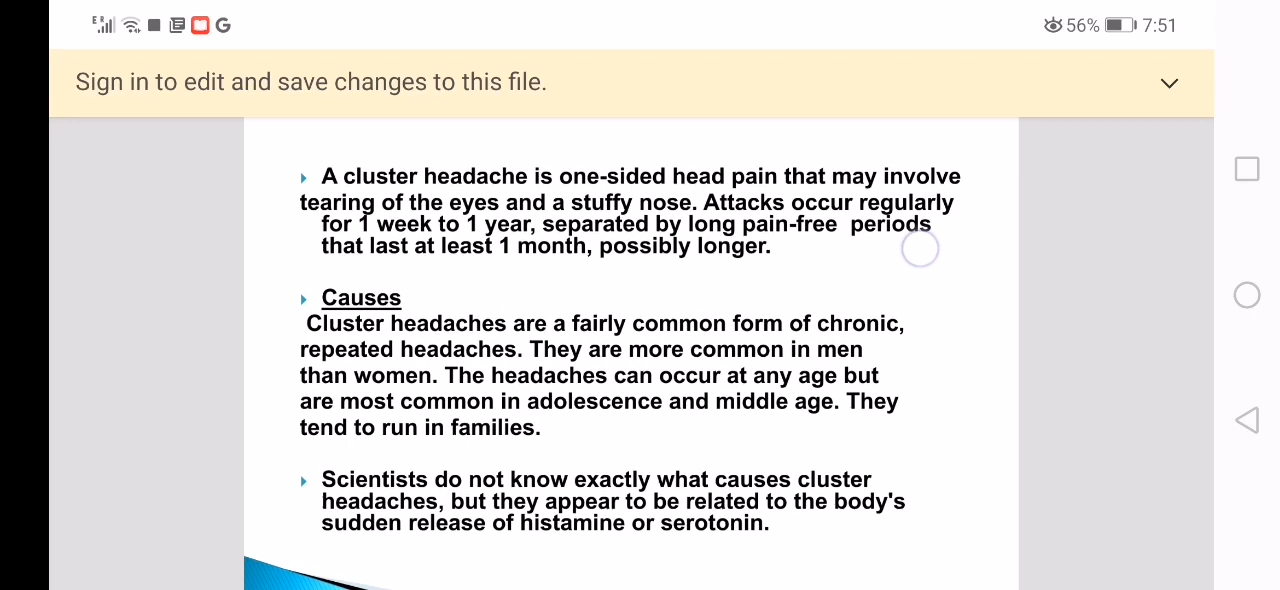 56% 7:51
Sign in to edit and save changes to this file.
A cluster headache is one-sided head pain that may involve
tearing of the eyes and a stuffy nose. Attacks occur regularly
for 1 week to 1 year, separated by long pain-free periods
that last at least 1 month, possibly longer.
Causes
Cluster headaches are a fairly common form of chronic,
repeated headaches. They are more common in men
than women. The headaches can occur at any age but
are most common in adolescence and middle age. They
tend to run in families.
Scientists do not know exactly what causes cluster
headaches, but they appear to be related to the body's
sudden release of histamine or serotonin.